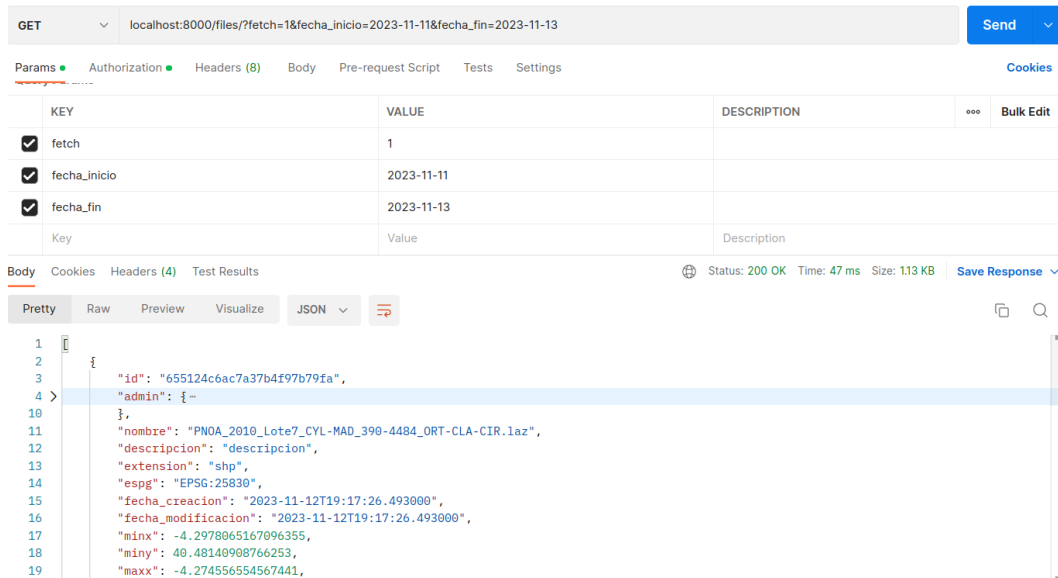 GET localhost:8000/files/?fetch=1&fecha_inicio=2023-11-11&fecha_fin=2023-11-13 Send
Params Authorization Headers (8) Body Pre-request Script Tests Settings Cookies
KEY VALUE DESCRIPTION Bulk Edit
fetch 1
fecha_inicio 2023-11-11
fecha_fin 2023-11-13
Key Value Description
Body Cookies Headers (4) Test Results Status: 200 OK Time: 47 ms Size: 1.13 KB Save Response
Pretty Raw Preview Visualize JSON
1 [
2 {
3 "id": "655124c6ac7a37b4f97b79fa",
4 "admin": {
10 },
11 "nombre": "PNOA_2010_Lote7_CYL-MAD_390-4484_ORT-CLA-CIR.laz",
12 "descripcion": "descripcion",
13 "extension": "shp",
14 "espg": "EPSG:25830",
15 "fecha_creacion": "2023-11-12T19:17:26.493000",
16 "fecha_modificacion": "2023-11-12T19:17:26.493000",
17 "minx": -4.2978065167096355,
18 "miny": 40.48140908766253,
19 "maxx": -4.274556554567441,